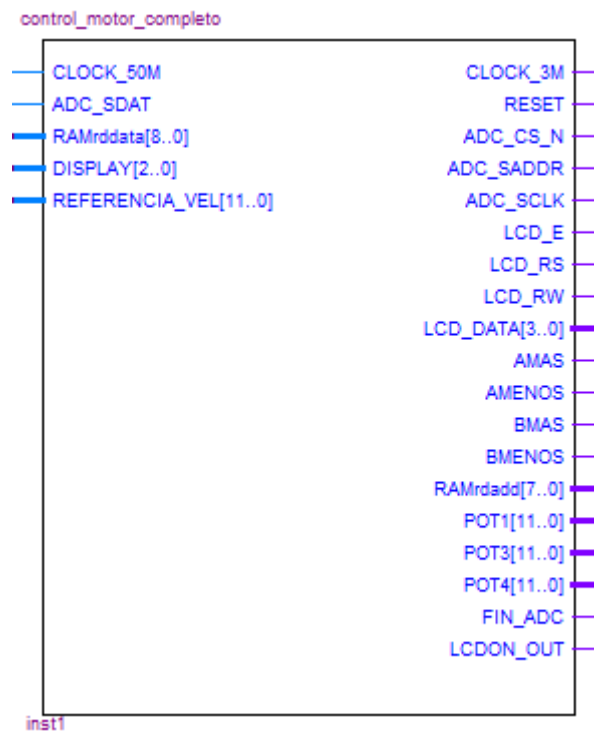 control_motor_completo
CLOCK_50M CLOCK_3M
ADC_SDAT RESET
RAMrddata[8..0] ADC_CS_N
DISPLAY[2..0] ADC_SADDR
REFERENCIA_VEL[11..0] ADC_SCLK
LCD_E
LCD_RS
LCD_RW
LCD_DATA[3..0]
AMAS
AMENOS
BMAS
BMENOS
RAMrdadd[7..0]
POT1[11..0]
POT3[11..0]
POT4[11..0]
FIN_ADC
LCDON_OUT
inst1